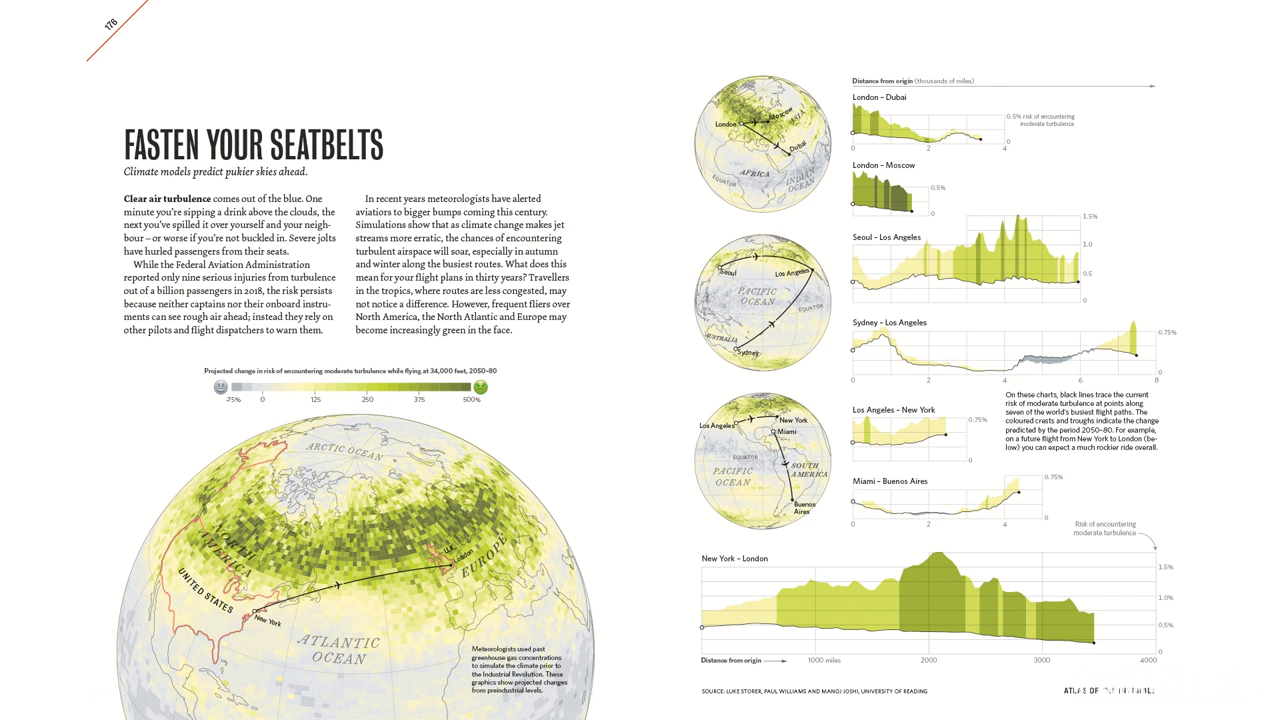 176
FASTEN YOUR SEATBELTS
Climate models predict pukier skies ahead.
Clear air turbulence comes out of the blue. One
minute you're sipping a drink above the clouds, the
next you've spilled it over yourself and your neigh-
bour – or worse if you're not buckled in. Severe jolts
have hurled passengers from their seats.
While the Federal Aviation Administration
reported only nine serious injuries from turbulence
out of a billion passengers in 2018, the risk persists
because neither captains nor their onboard instru-
ments can see rough air ahead; instead they rely on
other pilots and flight dispatchers to warn them.
In recent years meteorologists have alerted
aviators to bigger bumps coming this century.
Simulations show that as climate change makes jet
streams more erratic, the chances of encountering
turbulent airspace will soar, especially in autumn
and winter along the busiest routes. What does this
mean for your flight plans in thirty years? Travellers
in the tropics, where routes are less congested, may
not notice a difference. However, frequent fliers over
North America, the North Atlantic and Europe may
become increasingly green in the face.
Projected change in risk of encountering moderate turbulence while flying at 34,000 feet, 2050–80
-75% 0 125 250 375 500%
ARCTIC OCEAN
AMERICA
UNITED STATES
New York
U.K.
London
EUROPE
ATLANTIC
OCEAN
Meteorologists used past
greenhouse gas concentrations
to simulate the climate prior to
the Industrial Revolution. These
graphics show projected changes
from preindustrial levels.
London
Moscow
ASIA
Dubai
AFRICA
EQUATOR
INDIAN
OCEAN
Seoul
Los Angeles
PACIFIC
OCEAN
EQUATOR
AUSTRALIA
Sydney
Los Angeles
New York
Miami
EQUATOR
PACIFIC
OCEAN
SOUTH
AMERICA
Buenos
Aires
Distance from origin (thousands of miles)
London – Dubai
0.5% risk of encountering
moderate turbulence
0
0 2 4
London – Moscow
0.5%
0
Seoul – Los Angeles
1.5%
1.0
0.5
0
Sydney – Los Angeles
0.75%
0
0 2 4 6 8
Los Angeles – New York
0.75%
0
On these charts, black lines trace the current
risk of moderate turbulence at points along
seven of the world's busiest flight paths. The
coloured crests and troughs indicate the change
predicted by the period 2050–80. For example,
on a future flight from New York to London (be-
low) you can expect a much rockier ride overall.
Miami – Buenos Aires
0.75%
0
0 2 4
Risk of encountering
moderate turbulence
New York – London
1.5%
1.0%
0.5%
0
Distance from origin 1000 miles 2000 3000 4000
SOURCE: LUKE STORER, PAUL WILLIAMS AND MANOJ JOSHI, UNIVERSITY OF READING
ATLAS OF